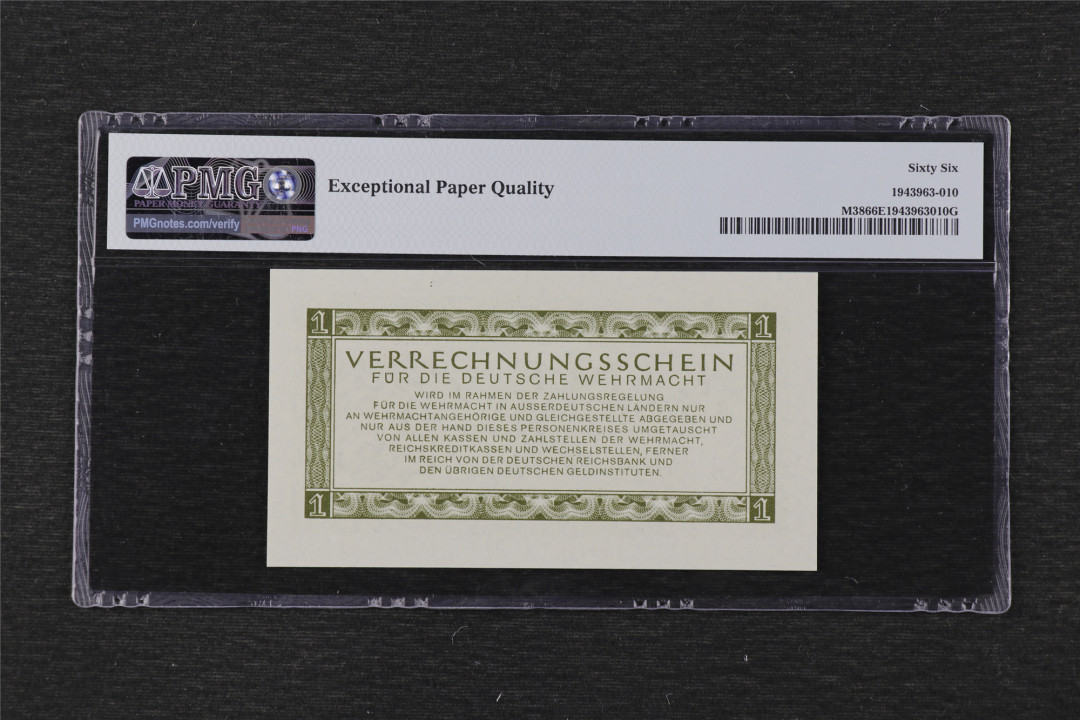 PMG
PAPER MONEY GUARANTY
PMGnotes.com/verify
PNG
Exceptional Paper Quality
Sixty Six
1943963-010
M3866E1943963010G
1
1
VERRECHNUNGSSCHEIN
FÜR DIE DEUTSCHE WEHRMACHT
WIRD IM RAHMEN DER ZAHLUNGSREGELUNG
FÜR DIE WEHRMACHT IN AUSSERDEUTSCHEN LÄNDERN NUR
AN WEHRMACHTANGEHÖRIGE UND GLEICHGESTELLTE ABGEGEBEN UND
NUR AUS DER HAND DIESES PERSONENKREISES UMGETAUSCHT
VON ALLEN KASSEN UND ZAHLSTELLEN DER WEHRMACHT,
REICHSKREDITKASSEN UND WECHSELSTELLEN, FERNER
IM REICH VON DER DEUTSCHEN REICHSBANK UND
DEN ÜBRIGEN DEUTSCHEN GELDINSTITUTEN.
1
1